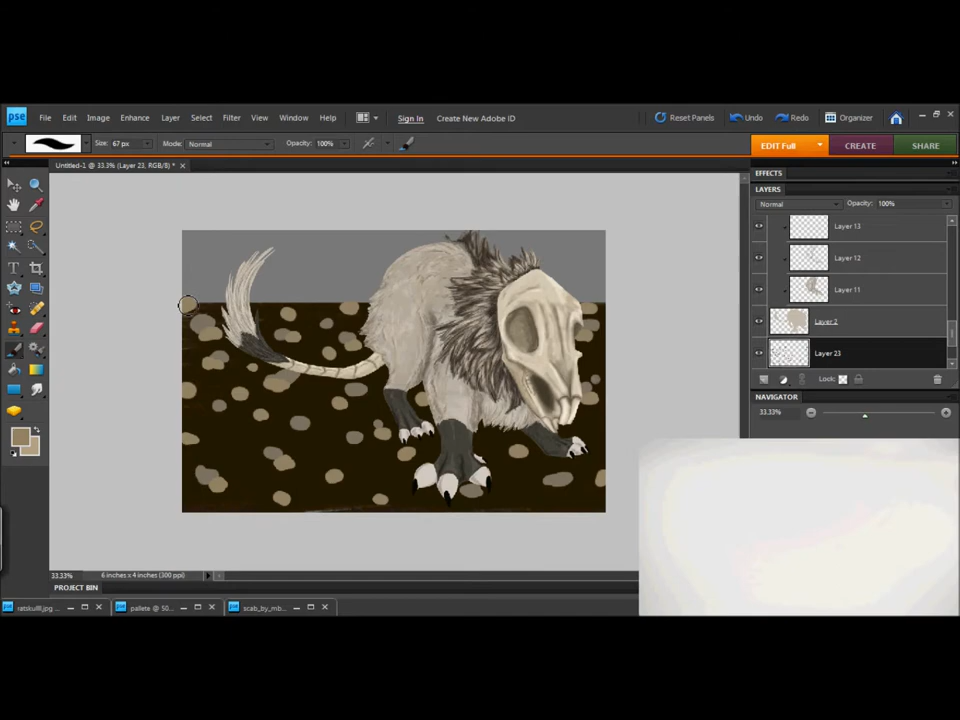 pse File Edit Image Enhance Layer Select Filter View Window Help Sign In Create New Adobe ID Reset Panels Undo Redo Organizer
Size: 67 px Mode: Normal Opacity: 100% EDIT Full CREATE SHARE
Untitled-1 @ 33.3% (Layer 23, RGB/8) *
EFFECTS
LAYERS
Normal Opacity: 100%
Layer 13
Layer 12
Layer 11
Layer 2
Layer 23
Lock:
NAVIGATOR
33.33%
33.33% 6 inches x 4 inches (300 ppi)
PROJECT BIN
ratskulll.jpg ... pallete @ 50... scab_by_mb...